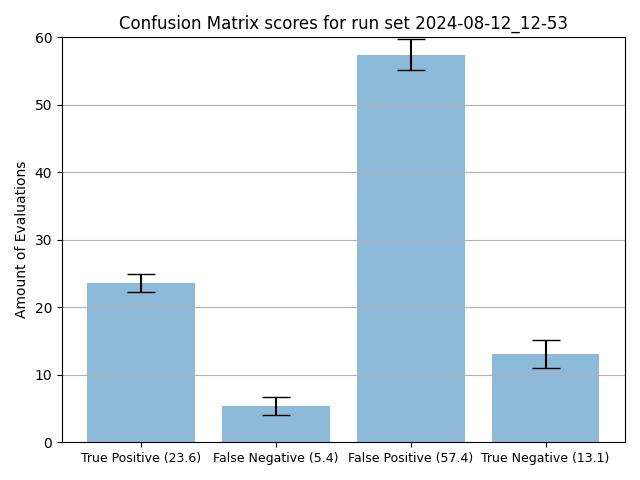 Confusion Matrix scores for run set 2024-08-12_12-53
Amount of Evaluations
60
50
40
30
20
10
0
True Positive (23.6) False Negative (5.4) False Positive (57.4) True Negative (13.1)